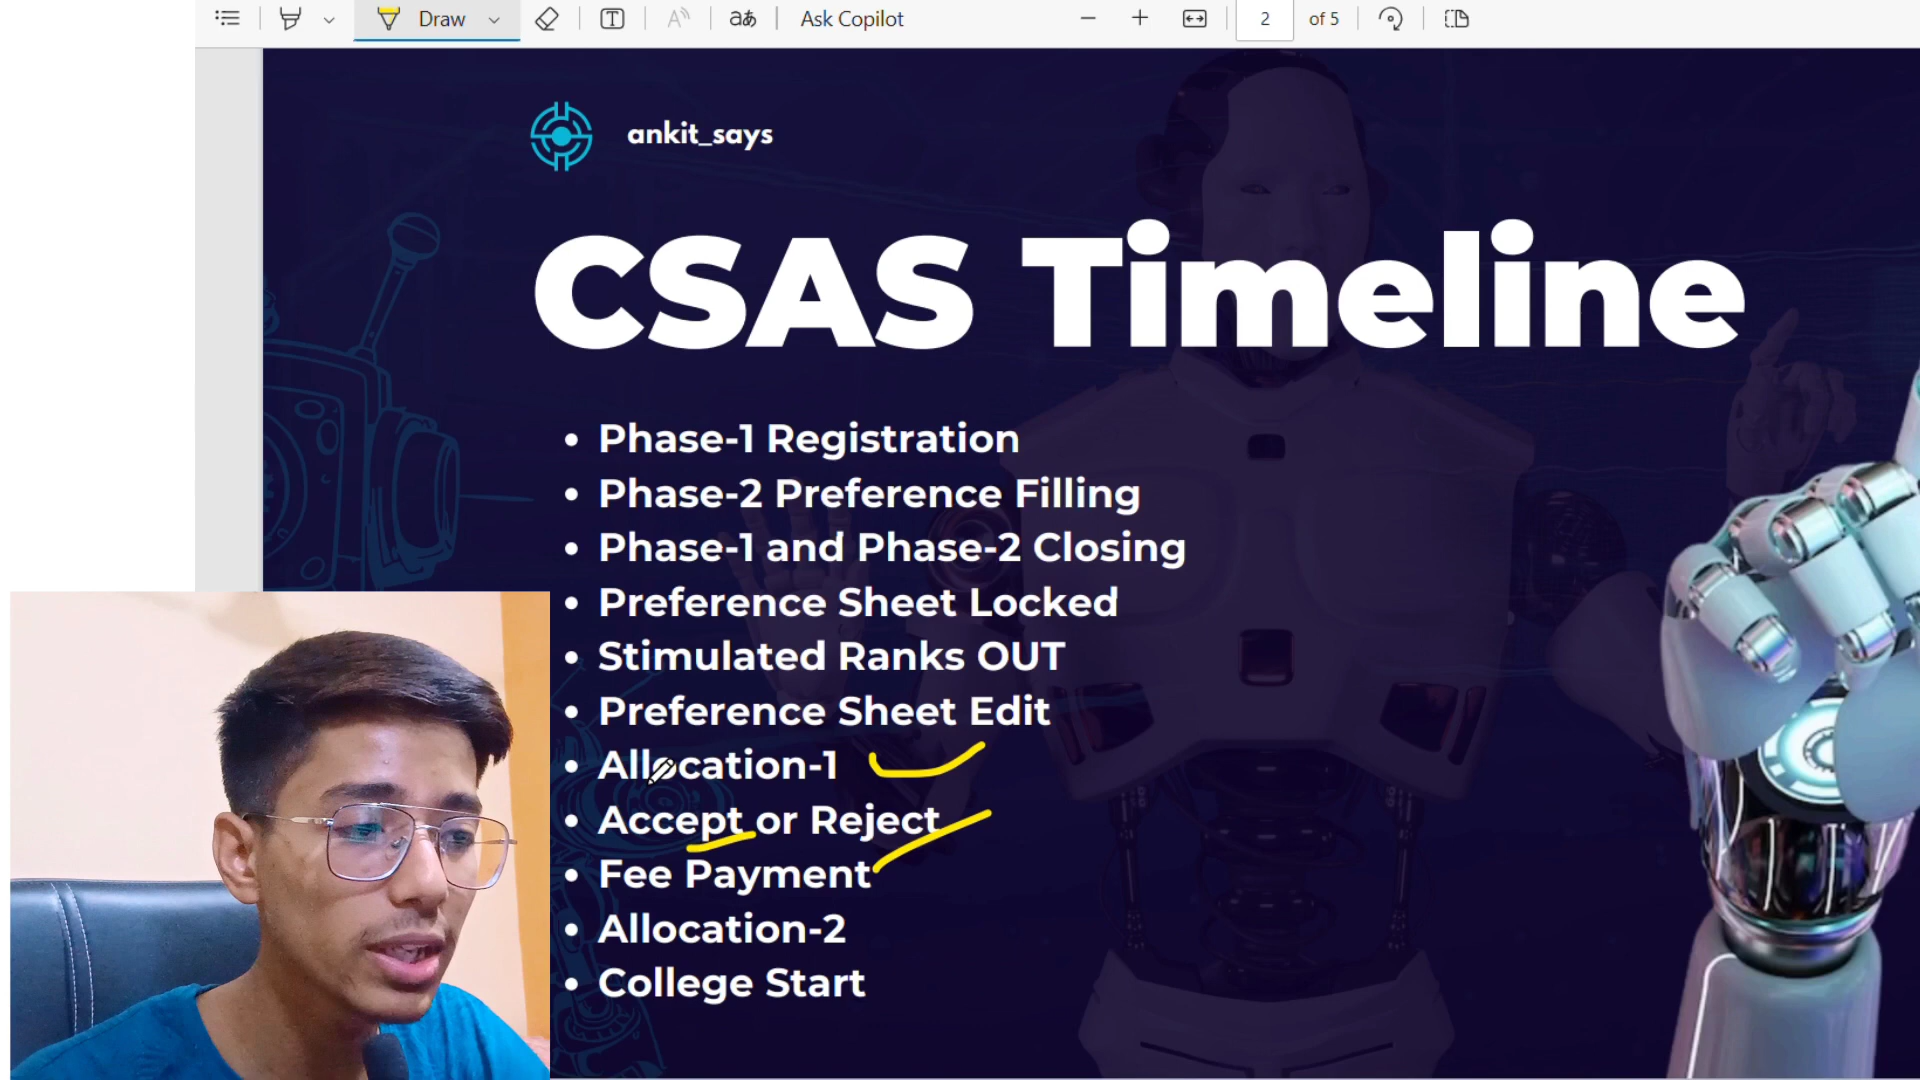 Draw
T
A
aあ
Ask Copilot
2
of 5
ankit_says
CSAS Timeline
• Phase-1 Registration
• Phase-2 Preference Filling
• Phase-1 and Phase-2 Closing
• Preference Sheet Locked
• Stimulated Ranks OUT
• Preference Sheet Edit
• Allocation-1
• Accept or Reject
• Fee Payment
• Allocation-2
• College Start